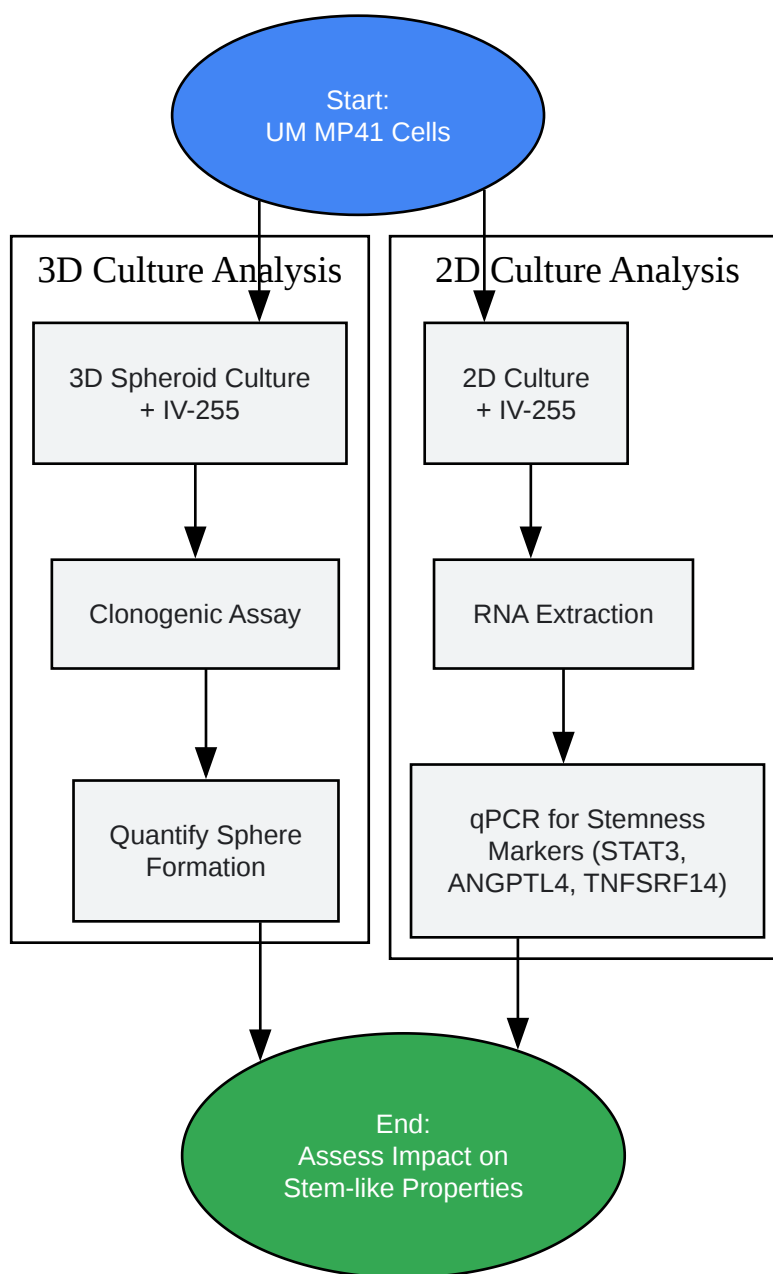 Start:
UM MP41 Cells
3D Culture Analysis
3D Spheroid Culture
+ IV-255
Clonogenic Assay
Quantify Sphere
Formation
2D Culture Analysis
2D Culture
+ IV-255
RNA Extraction
qPCR for Stemness
Markers (STAT3,
ANGPTL4, TNFSRF14)
End:
Assess Impact on
Stem-like Properties